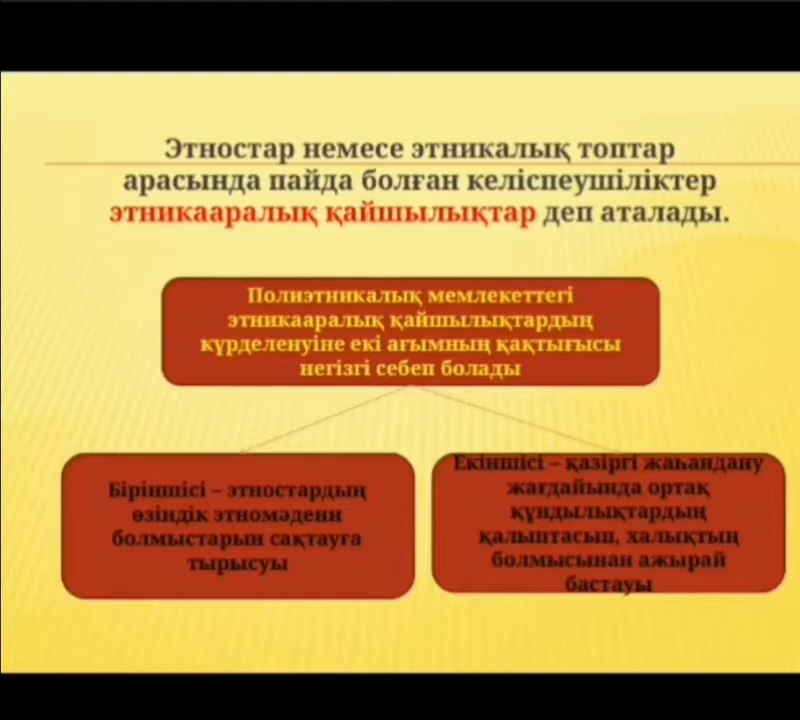 Этностар немесе этникалық топтар
арасында пайда болған келіспеушіліктер
этникааралық қайшылықтар деп аталады.
Полиэтникалық мемлекеттегі
этникааралық қайшылықтардың
күрделенуіне екі ағымның қақтығысы
негізгі себеп болады
Біріншісі – этностардың
өзіндік этномәдени
болмыстарын сақтауға
тырысуы
Екіншісі – қазіргі жаһандану
жағдайында ортақ
құндылықтардың
қалыптасып, халықтың
болмысынан ажырай
бастауы